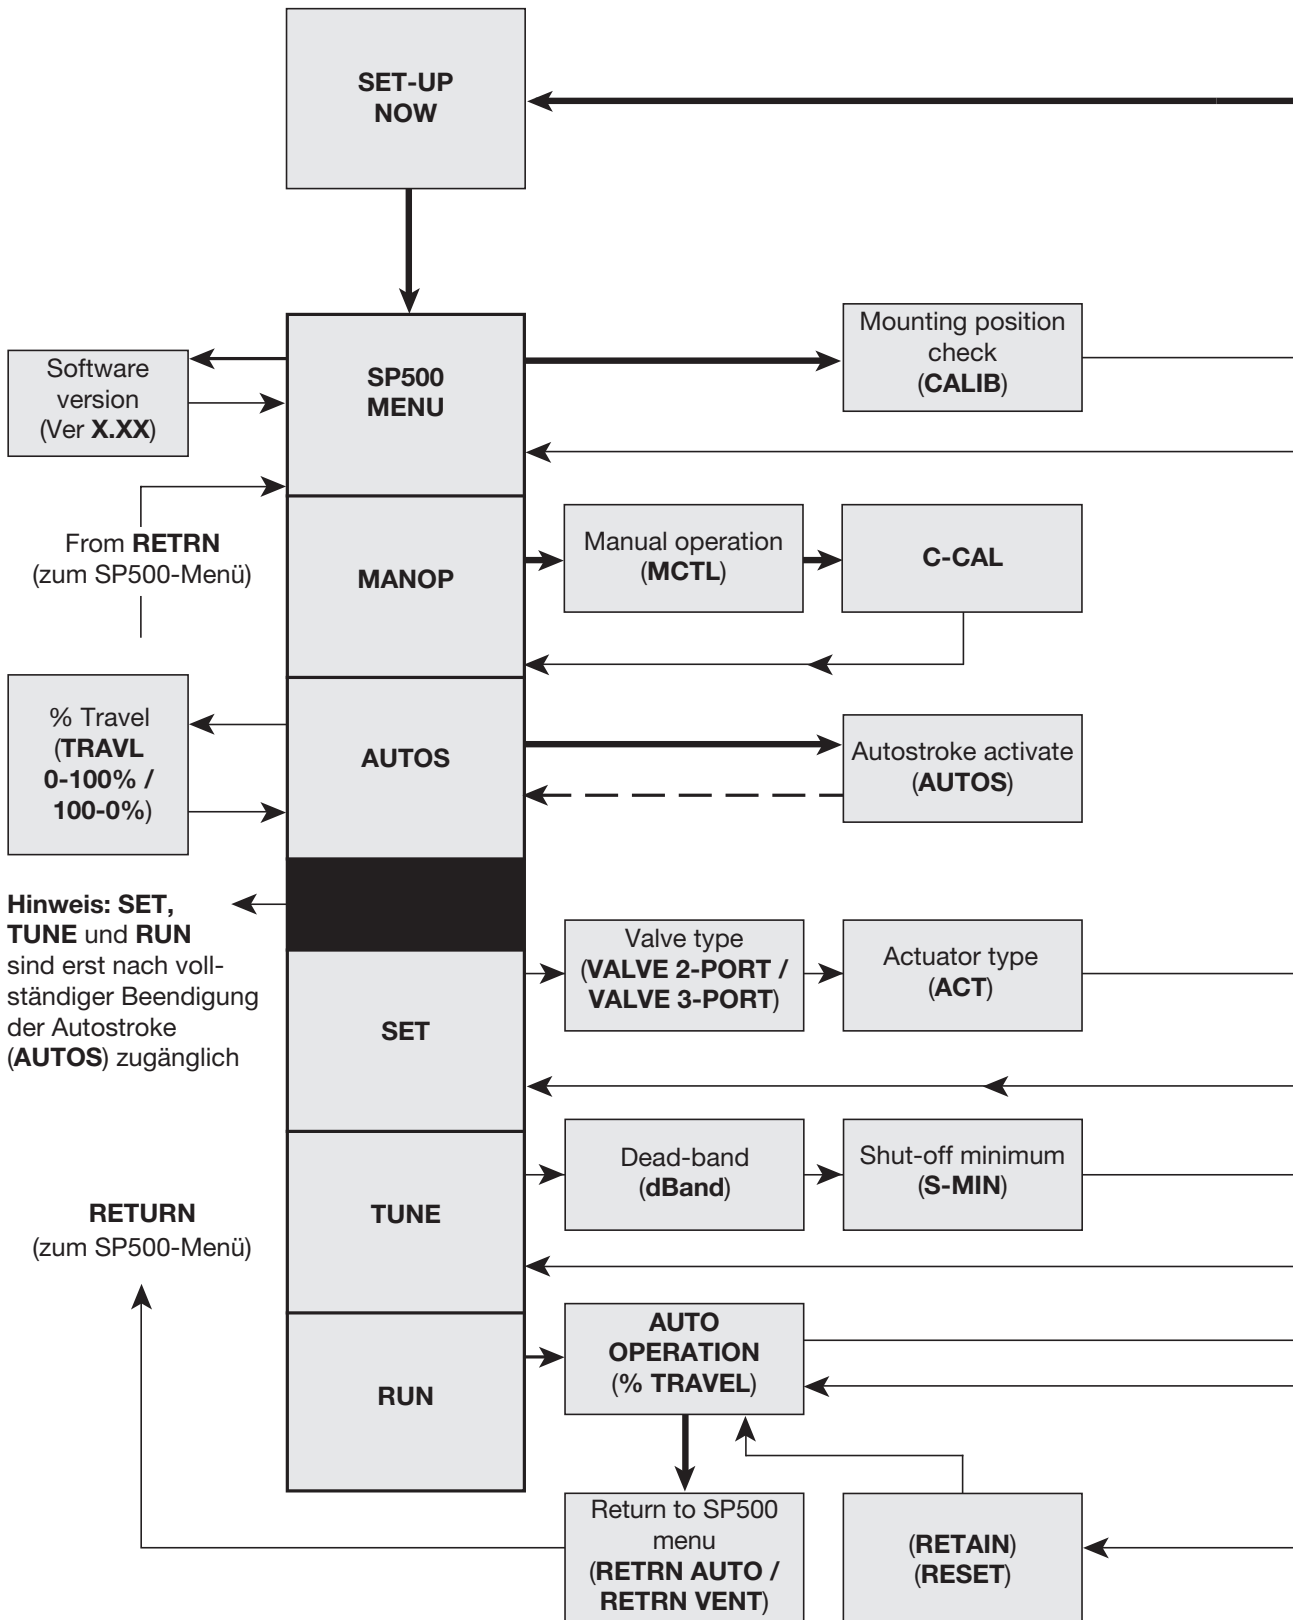 SET-UP
NOW
Software
version
(Ver X.XX)
SP500
MENU
Mounting position
check
(CALIB)
From RETRN
(zum SP500-Menü)
MANOP
Manual operation
(MCTL)
C-CAL
% Travel
(TRAVL
0-100% /
100-0%)
AUTOS
Autostroke activate
(AUTOS)
Hinweis: SET,
TUNE und RUN
sind erst nach voll-
ständiger Beendigung
der Autostroke
(AUTOS) zugänglich
SET
Valve type
(VALVE 2-PORT /
VALVE 3-PORT)
Actuator type
(ACT)
TUNE
Dead-band
(dBand)
Shut-off minimum
(S-MIN)
RETURN
(zum SP500-Menü)
RUN
AUTO
OPERATION
(% TRAVEL)
Return to SP500
menu
(RETRN AUTO /
RETRN VENT)
(RETAIN)
(RESET)